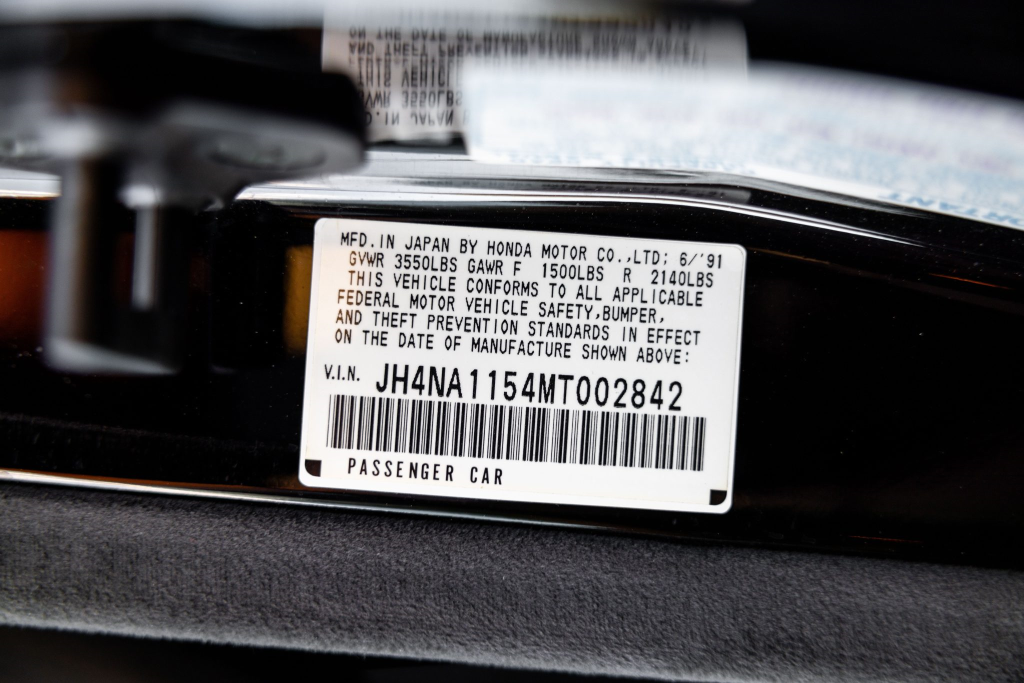 MFD. IN JAPAN BY HONDA MOTOR CO.,LTD; 6/'91
GVWR 3550LBS GAWR F 1500LBS R 2140LBS
THIS VEHICLE CONFORMS TO ALL APPLICABLE
FEDERAL MOTOR VEHICLE SAFETY,BUMPER,
AND THEFT PREVENTION STANDARDS IN EFFECT
ON THE DATE OF MANUFACTURE SHOWN ABOVE:
V.I.N. JH4NA1154MT002842
PASSENGER CAR